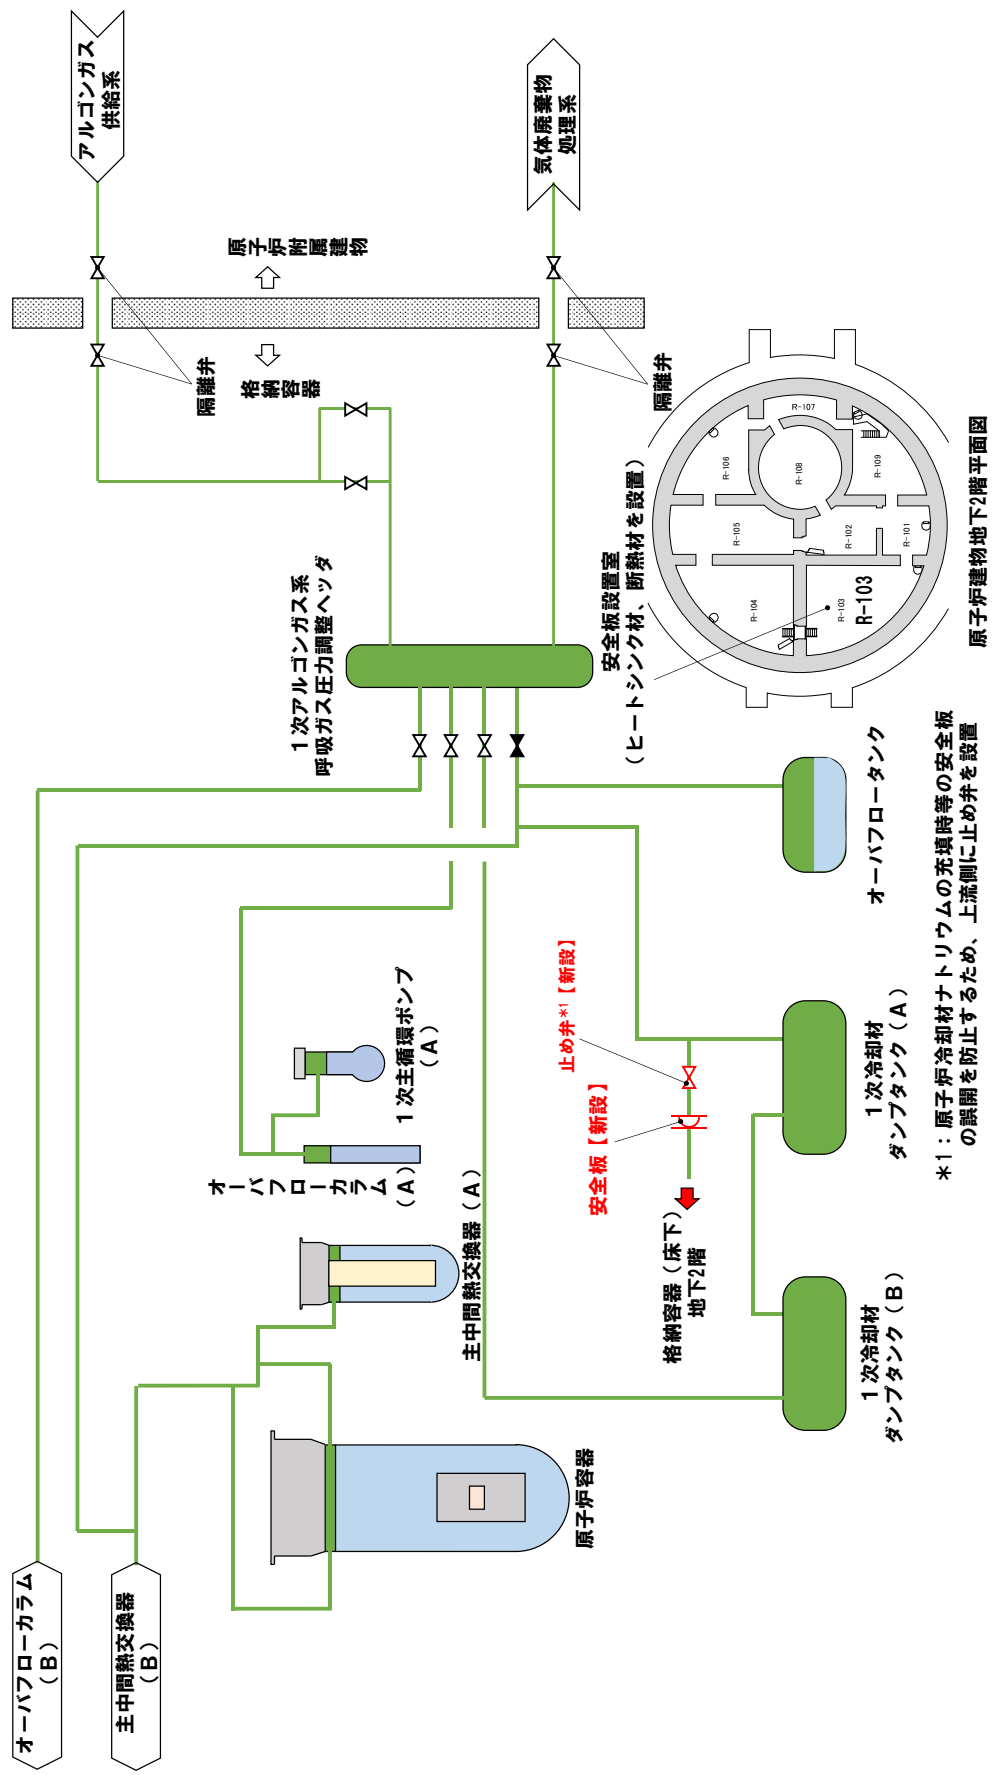 アルゴンガス
供給系
気体廃棄物
処理系
原子炉附属建物
格納容器
隔離弁
隔離弁
1次アルゴンガス系
呼吸ガス圧力調整ヘッダ
安全板設置室
（ヒートシンク材、断熱材を設置）
R-107
R-106
R-108
R-109
R-105
R-102
R-101
R-104
R-103
R-103
原子炉建物地下2階平面図
オーバフロータンク
1次主循環ポンプ
（A）
オーバ
フローカラム
（A）
主中間熱交換器（A）
止め弁*1【新設】
安全板【新設】
格納容器（床下）
地下2階
1次冷却材
ダンプタンク（A）
1次冷却材
ダンプタンク（B）
原子炉容器
オーバフローカラム
（B）
主中間熱交換器
（B）
*1：原子炉冷却材ナトリウムの充填時等の安全板
の誤開を防止するため、上流側に止め弁を設置